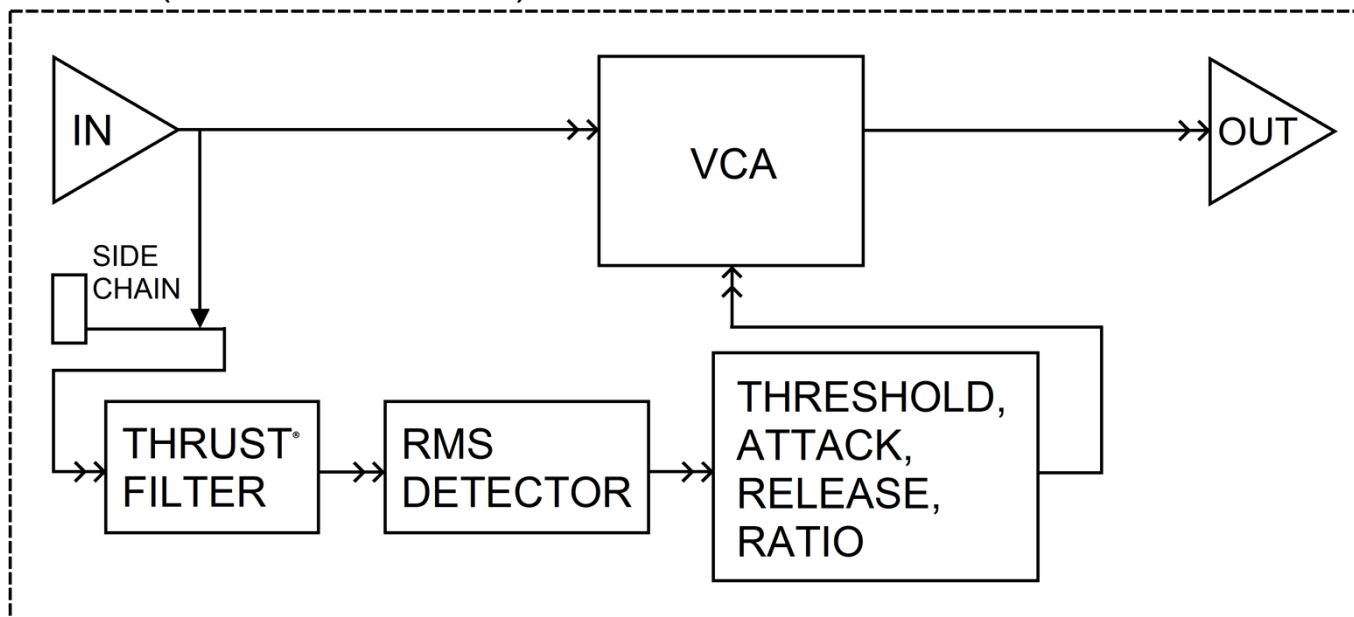 IN
VCA
OUT
SIDE
CHAIN
THRUST®
FILTER
RMS
DETECTOR
THRESHOLD,
ATTACK,
RELEASE,
RATIO